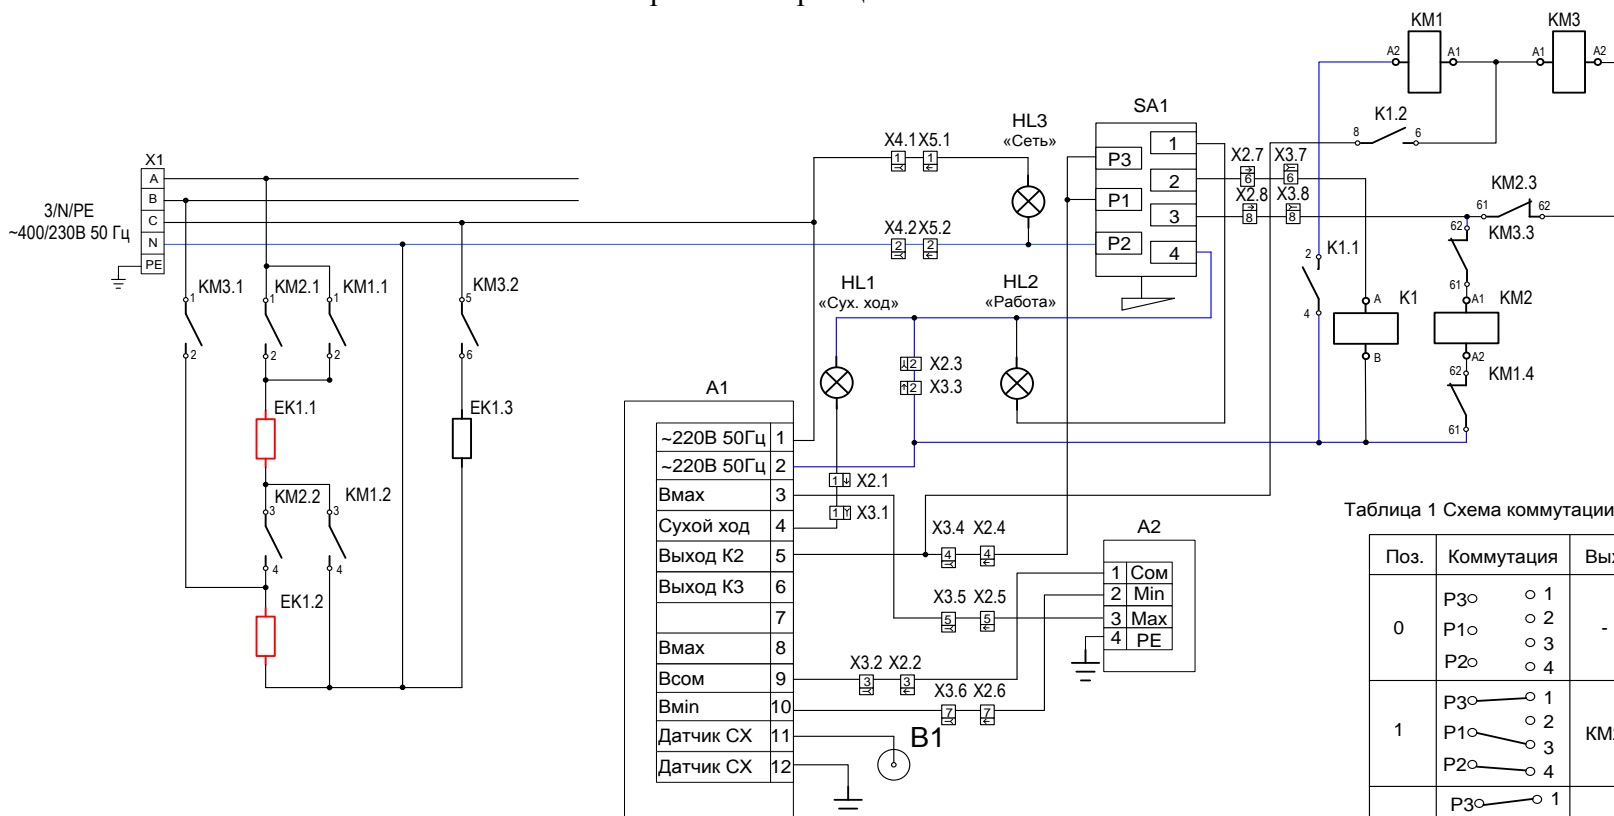 KM1
KM3
A2
A1
A1
A2
SA1
HL3
«Сеть»
K1.2
8
6
X4.1 X5.1
1
1
P3
P1
P2
1
2
3
4
X2.7
X3.7
6
6
X2.8
X3.8
8
8
KM2.3
61
62
X1
A
B
C
N
PE
3/N/PE
~400/230В 50 Гц
X4.2 X5.2
2
2
62
KM3.3
61
KM3.1
1
2
KM2.1
1
2
KM1.1
1
2
5
KM3.2
6
HL1
«Сух. ход»
HL2
«Работа»
2
K1.1
4
A
K1
B
A1
KM2
A2
62
KM1.4
61
2
X2.3
2
X3.3
EK1.1
EK1.3
A1
~220В 50Гц 1
~220В 50Гц 2
Вмах 3
Сухой ход 4
Выход К2 5
Выход К3 6
7
Вмах 8
Всом 9
Bmin 10
Датчик СХ 11
Датчик СХ 12
1 X2.1
1 X3.1
KM2.2
3
4
KM1.2
3
4
EK1.2
X3.4 X2.4
4
4
X3.5 X2.5
5
5
X3.2 X2.2
3
3
X3.6 X2.6
7
7
B1
A2
1 Сом
2 Min
3 Max
4 PE
Таблица 1 Схема коммутации
Поз. Коммутация
0
P3 1
2
P1
3
P2 4
-
1
P3 1
2
P1 3
P2 4
P3 1